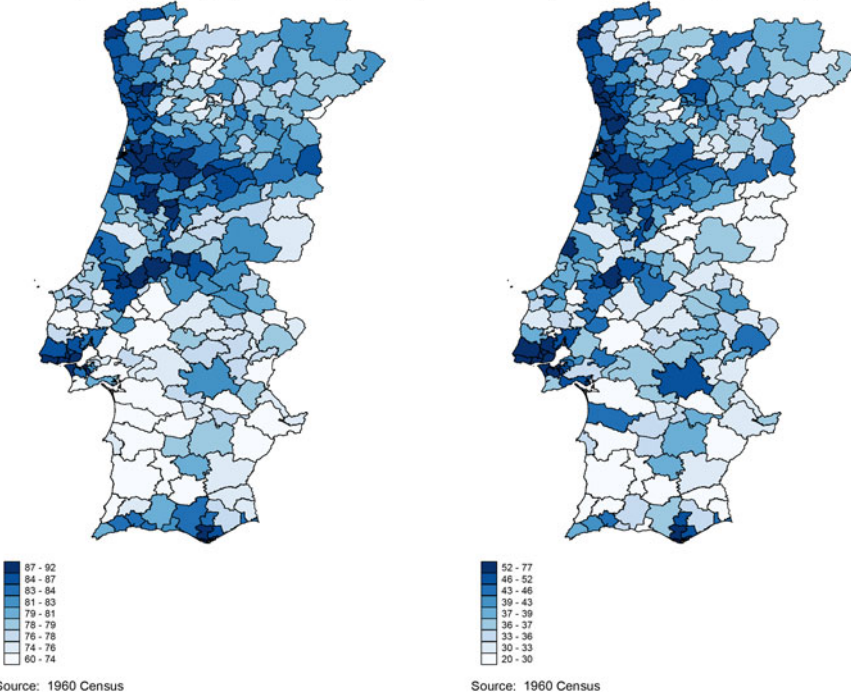 87 - 92
84 - 87
83 - 84
81 - 83
79 - 81
78 - 79
76 - 78
74 - 76
60 - 74
Source: 1960 Census
52 - 77
46 - 52
43 - 46
39 - 43
37 - 39
36 - 37
33 - 36
30 - 33
20 - 30
Source: 1960 Census